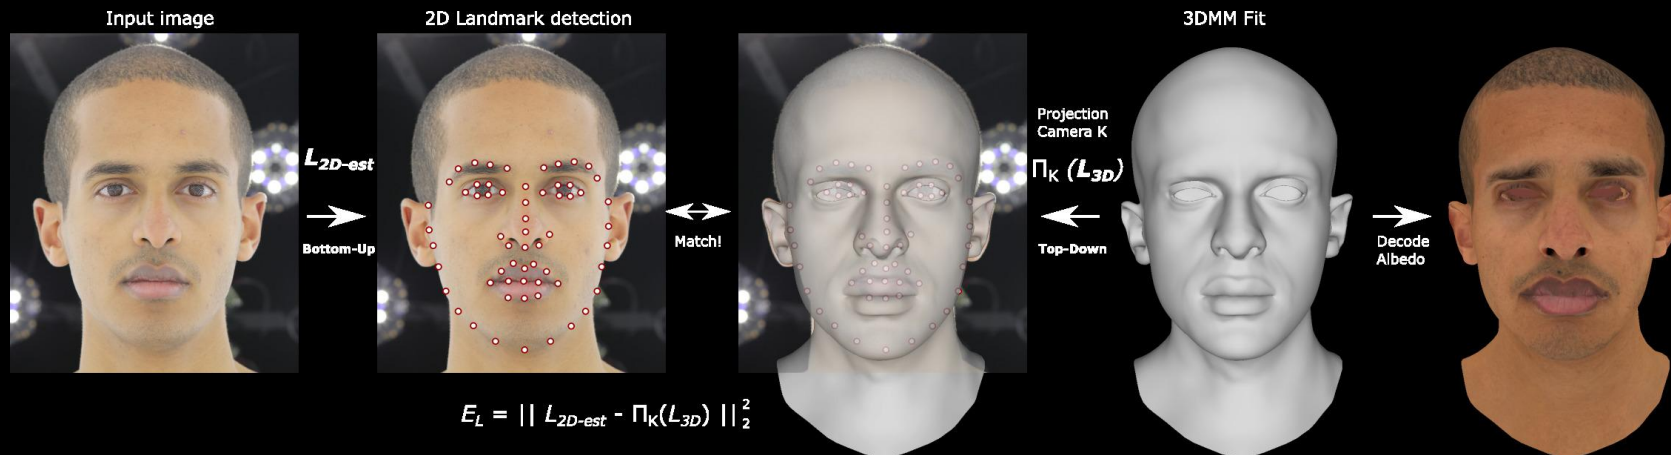 Input image
2D Landmark detection
3DMM Fit
L2D-est
Bottom-Up
Match!
Projection
Camera K
ΠK (L3D)
Top-Down
Decode
Albedo
EL = || L2D-est - ΠK(L3D) ||22